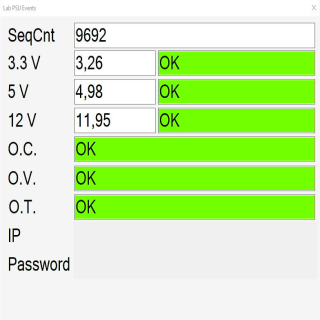 Lab PSU Events X
SeqCnt 9692
3.3 V 3,26 OK
5 V 4,98 OK
12 V 11,95 OK
O.C. OK
O.V. OK
O.T. OK
IP
Password